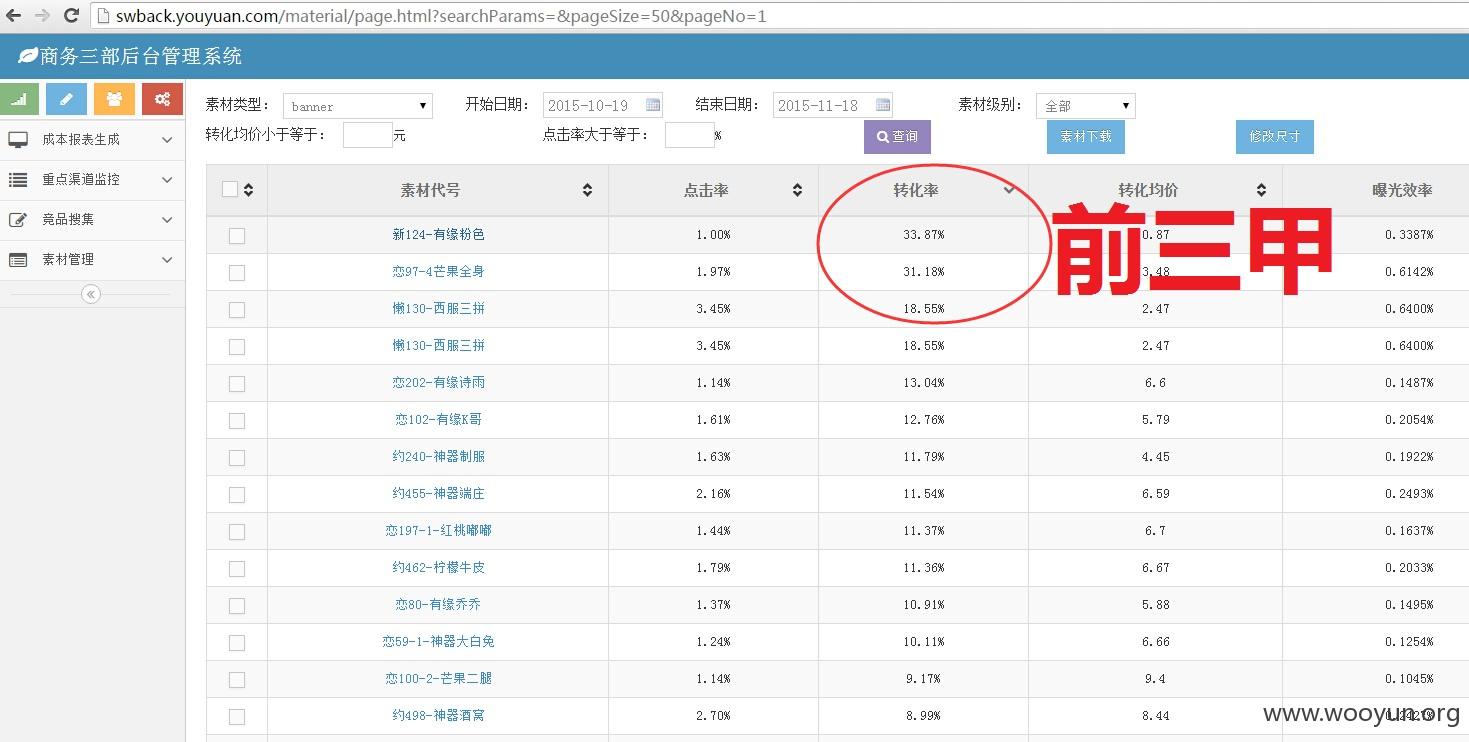 swback.youyuan.com/material/page.html?searchParams=&pageSize=50&pageNo=1
商务三部后台管理系统
素材类型： banner 开始日期： 2015-10-19 结束日期： 2015-11-18 素材级别： 全部
转化均价小于等于： 元 点击率大于等于： % 查询 素材下载 修改尺寸
成本报表生成
重点渠道监控
竞品搜集
素材管理
素材代号 点击率 转化率 转化均价 曝光效率
新124-有缘粉色 1.00% 33.87% 0.87 0.3387%
恋97-4芒果全身 1.97% 31.18% 3.48 0.6142%
前三甲
懒130-西服三拼 3.45% 18.55% 2.47 0.6400%
懒130-西服三拼 3.45% 18.55% 2.47 0.6400%
恋202-有缘诗雨 1.14% 13.04% 6.6 0.1487%
恋102-有缘K哥 1.61% 12.76% 5.79 0.2054%
约240-神器制服 1.63% 11.79% 4.45 0.1922%
约455-神器端庄 2.16% 11.54% 6.59 0.2493%
恋197-1-红桃嘟嘟 1.44% 11.37% 6.7 0.1637%
约462-柠檬牛皮 1.79% 11.36% 6.67 0.2033%
恋80-有缘乔乔 1.37% 10.91% 5.88 0.1495%
恋59-1-神器大白兔 1.24% 10.11% 6.66 0.1254%
恋100-2-芒果二腿 1.14% 9.17% 9.4 0.1045%
约498-神器酒窝 2.70% 8.99% 8.44
www.wooyun.org